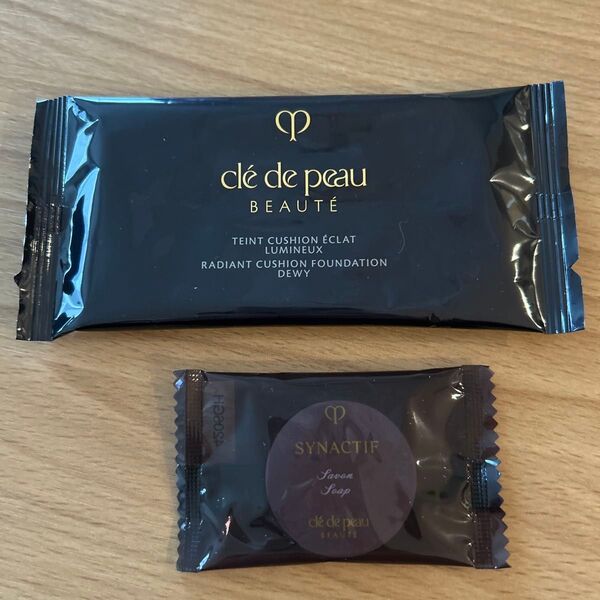 clé de peau
BEAUTÉ
TEINT CUSHION ÉCLAT
LUMINEUX
RADIANT CUSHION FOUNDATION
DEWY
SYNACTIF
Savon
Soap
clé de peau
BEAUTÉ